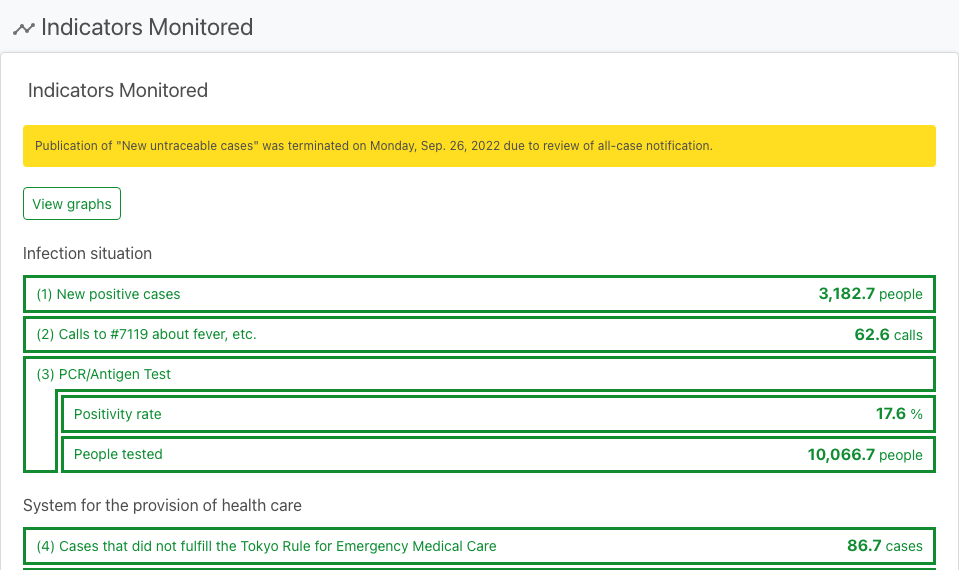 Indicators Monitored
Indicators Monitored
Publication of "New untraceable cases" was terminated on Monday, Sep. 26, 2022 due to review of all-case notification.
View graphs
Infection situation
(1) New positive cases 3,182.7 people
(2) Calls to #7119 about fever, etc. 62.6 calls
(3) PCR/Antigen Test
Positivity rate 17.6 %
People tested 10,066.7 people
System for the provision of health care
(4) Cases that did not fulfill the Tokyo Rule for Emergency Medical Care 86.7 cases